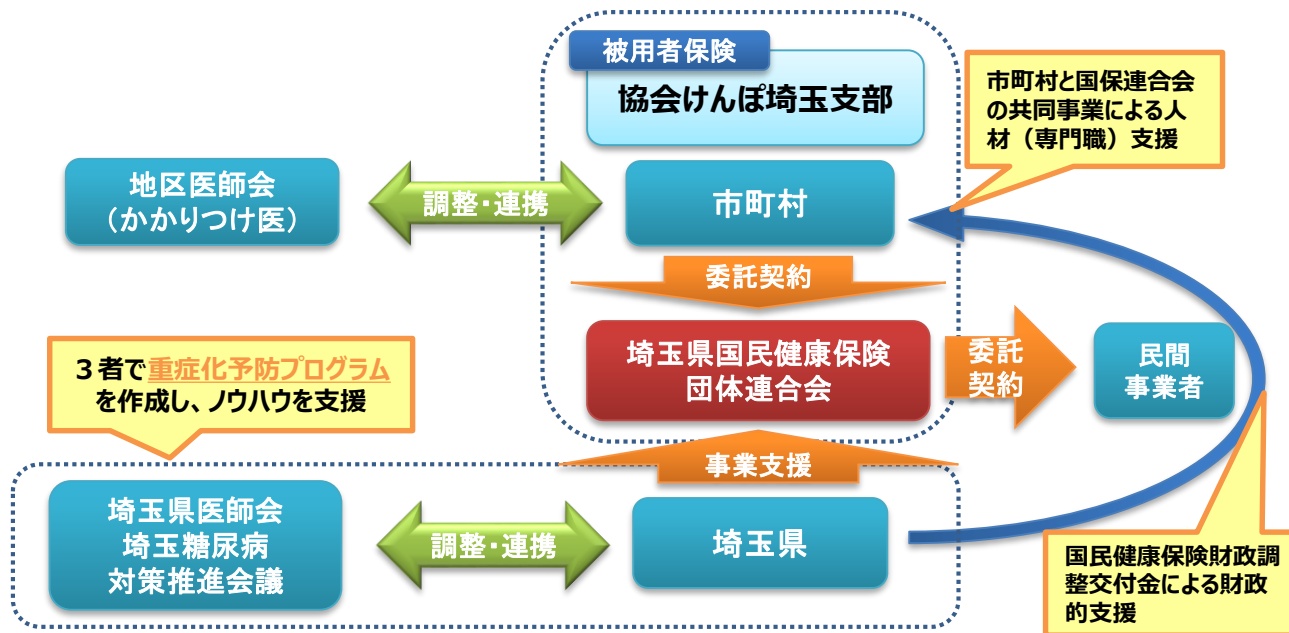 被用者保険
協会けんぽ埼玉支部
市町村と国保連合会
の共同事業による人
材（専門職）支援
地区医師会
（かかりつけ医）
調整・連携
市町村
委託契約
埼玉県国民健康保険
団体連合会
委託
契約
民間
事業者
３者で重症化予防プログラム
を作成し、ノウハウを支援
事業支援
埼玉県医師会
埼玉糖尿病
対策推進会議
調整・連携
埼玉県
国民健康保険財政調
整交付金による財政
的支援